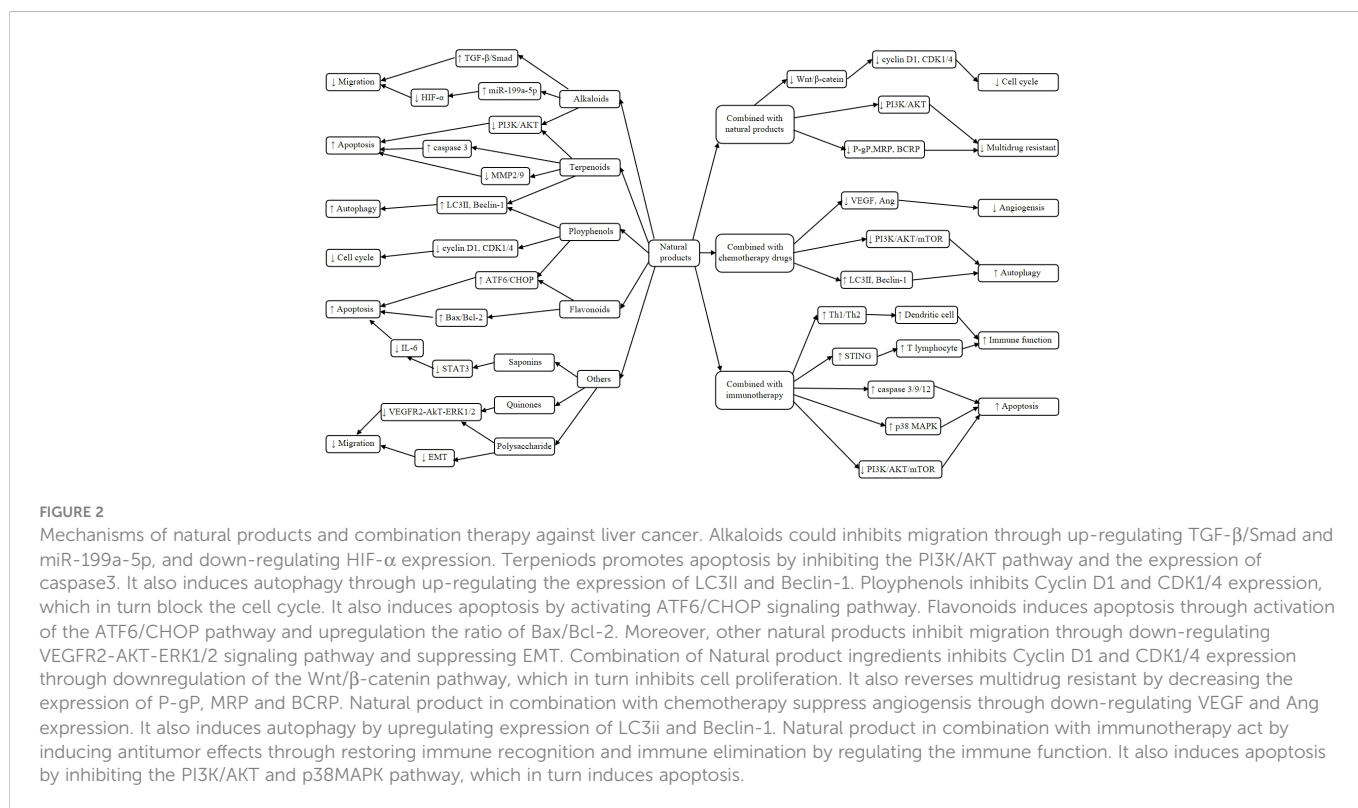 ↑ TGF-β/Smad
↓ Migration
↑ miR-199a-5p
↓ HIF-α
Alkaloids
↓ PI3K/AKT
↑ Apoptosis
↑ caspase 3
Terpenoids
↓ MMP2/9
↑ LC3II, Beclin-1
↑ Autophagy
Ployphenols
↓ cyclin D1, CDK1/4
↓ Cell cycle
↑ ATF6/CHOP
↑ Apoptosis
Flavonoids
↑ Bax/Bcl-2
↓ IL-6
Saponins
↓ STAT3
Others
Quinones
↓ VEGFR2-AkT-ERK1/2
↓ Migration
Polysaccharide
↓ EMT
Natural
products
↓ cyclin D1, CDK1/4
↓ Wnt/β-catein
↓ Cell cycle
Combined with
natural products
↓ PI3K/AKT
↓ P-gP,MRP, BCRP
↓ Multidrug resistant
↓ VEGF, Ang
↓ Angiogensis
Combined with
chemotherapy drugs
↓ PI3K/AKT/mTOR
↑ Autophagy
↑ LC3II, Beclin-1
↑ Th1/Th2
↑ Dendritic cell
↑ Immune function
↑ STING
↑ T lymphocyte
Combined with
immunotherapy
↑ caspase 3/9/12
↑ Apoptosis
↑ p38 MAPK
↓ PI3K/AKT/mTOR
FIGURE 2
Mechanisms of natural products and combination therapy against liver cancer. Alkaloids could inhibits migration through up-regulating TGF-β/Smad and
miR-199a-5p, and down-regulating HIF-α expression. Terpeniods promotes apoptosis by inhibiting the PI3K/AKT pathway and the expression of
caspase3. It also induces autophagy through up-regulating the expression of LC3II and Beclin-1. Ployphenols inhibits Cyclin D1 and CDK1/4 expression,
which in turn block the cell cycle. It also induces apoptosis by activating ATF6/CHOP signaling pathway. Flavonoids induces apoptosis through activation
of the ATF6/CHOP pathway and upregulation the ratio of Bax/Bcl-2. Moreover, other natural products inhibit migration through down-regulating
VEGFR2-AKT-ERK1/2 signaling pathway and suppressing EMT. Combination of Natural product ingredients inhibits Cyclin D1 and CDK1/4 expression
through downregulation of the Wnt/β-catenin pathway, which in turn inhibits cell proliferation. It also reverses multidrug resistant by decreasing the
expression of P-gP, MRP and BCRP. Natural product in combination with chemotherapy suppress angiogensis through down-regulating VEGF and Ang
expression. It also induces autophagy by upregulating expression of LC3ii and Beclin-1. Natural product in combination with immunotherapy act by
inducing antitumor effects through restoring immune recognition and immune elimination by regulating the immune function. It also induces apoptosis
by inhibiting the PI3K/AKT and p38MAPK pathway, which in turn induces apoptosis.